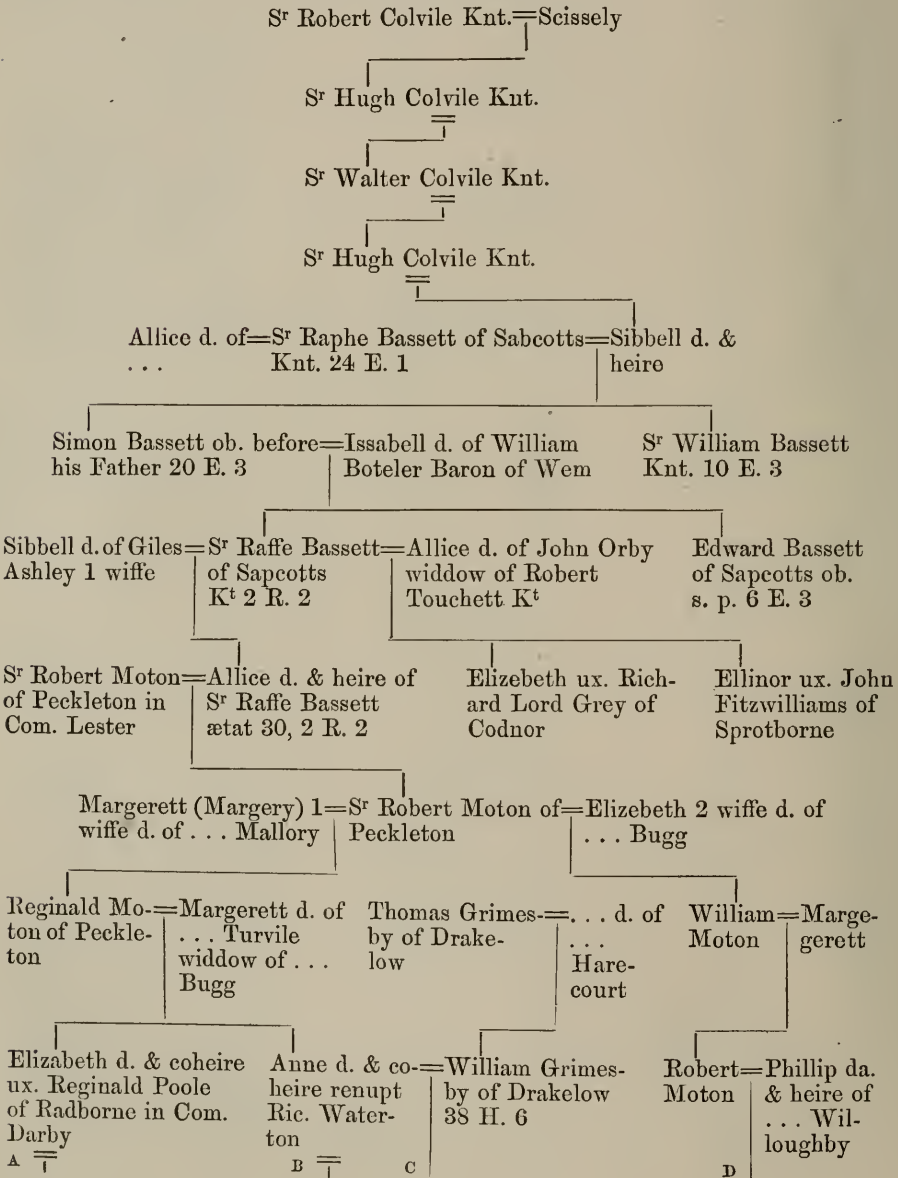 Sr Robert Colvile Knt.=Scissely
Sr Hugh Colvile Knt.
Sr Walter Colvile Knt.
Sr Hugh Colvile Knt.
Allice d. of=Sr Raphe Bassett of Sabcotts=Sibbell d. &
. . . Knt. 24 E. 1 heire
Simon Bassett ob. before=Issabell d. of William Sr William Bassett
his Father 20 E. 3 Boteler Baron of Wem Knt. 10 E. 3
Sibbell d. of Giles=Sr Raffe Bassett=Allice d. of John Orby Edward Bassett
Ashley 1 wiffe of Sapcotts widdow of Robert of Sapcotts ob.
Kt 2 R. 2 Touchett Kt s. p. 6 E. 3
Sr Robert Moton=Allice d. & heire of Elizebeth ux. Rich- Ellinor ux. John
of Peckleton in Sr Raffe Bassett ard Lord Grey of Fitzwilliams of
Com. Lester ætat 30, 2 R. 2 Codnor Sprotborne
Margerett (Margery) 1=Sr Robert Moton of=Elizebeth 2 wiffe d. of
wiffe d. of . . . Mallory Peckleton . . . Bugg
Reginald Mo-=Margerett d. of Thomas Grimes-=. . . d. of William=Marge-
ton of Peckle- . . . Turvile by of Drake- . . . Moton gerett
ton widdow of . . . low Hare-
Bugg court
Elizabeth d. & coheire Anne d. & co-=William Grimes- Robert=Phillip da.
ux. Reginald Poole heire renupt by of Drakelow Moton & heire of
of Radborne in Com. Ric. Water- 38 H. 6 . . . Wil-
Darby ton loughby
A B C D